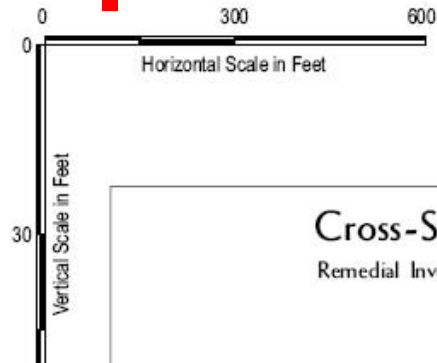 0 300 600
0
Horizontal Scale in Feet
Vertical Scale in Feet
30
Cross-S
Remedial Inv